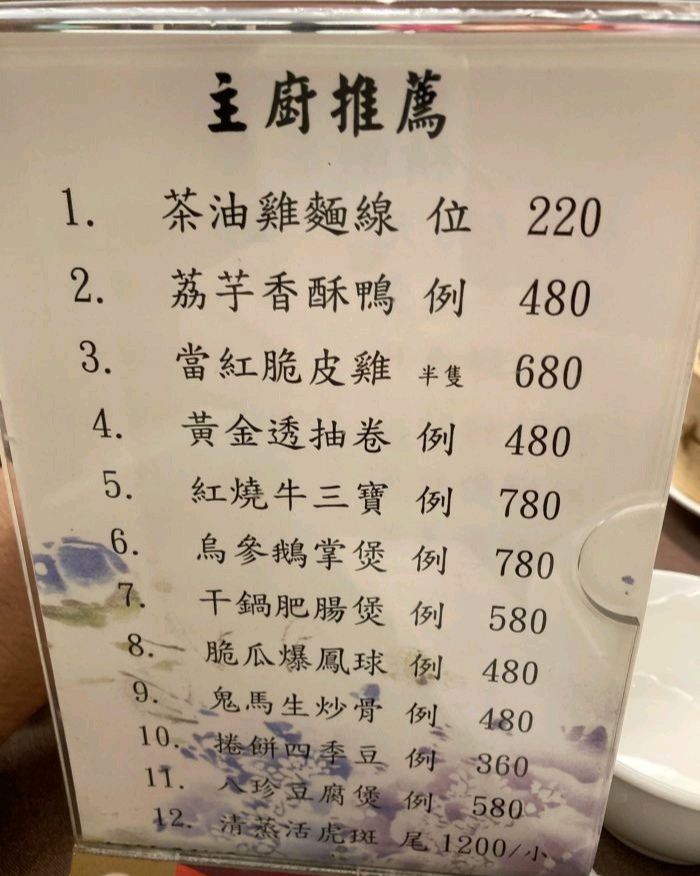 主廚推薦
1. 茶油雞麵線 位 220
2. 荔芋香酥鴨 例 480
3. 當紅脆皮雞 半隻 680
4. 黃金透抽卷 例 480
5. 紅燒牛三寶 例 780
6. 烏參鵝掌煲 例 780
7. 干鍋肥腸煲 例 580
8. 脆瓜爆鳳球 例 480
9. 鬼馬生炒骨 例 480
10. 捲餅四季豆 例 360
11. 八珍豆腐煲 例 580
12. 清蒸活虎斑 尾 1200/小